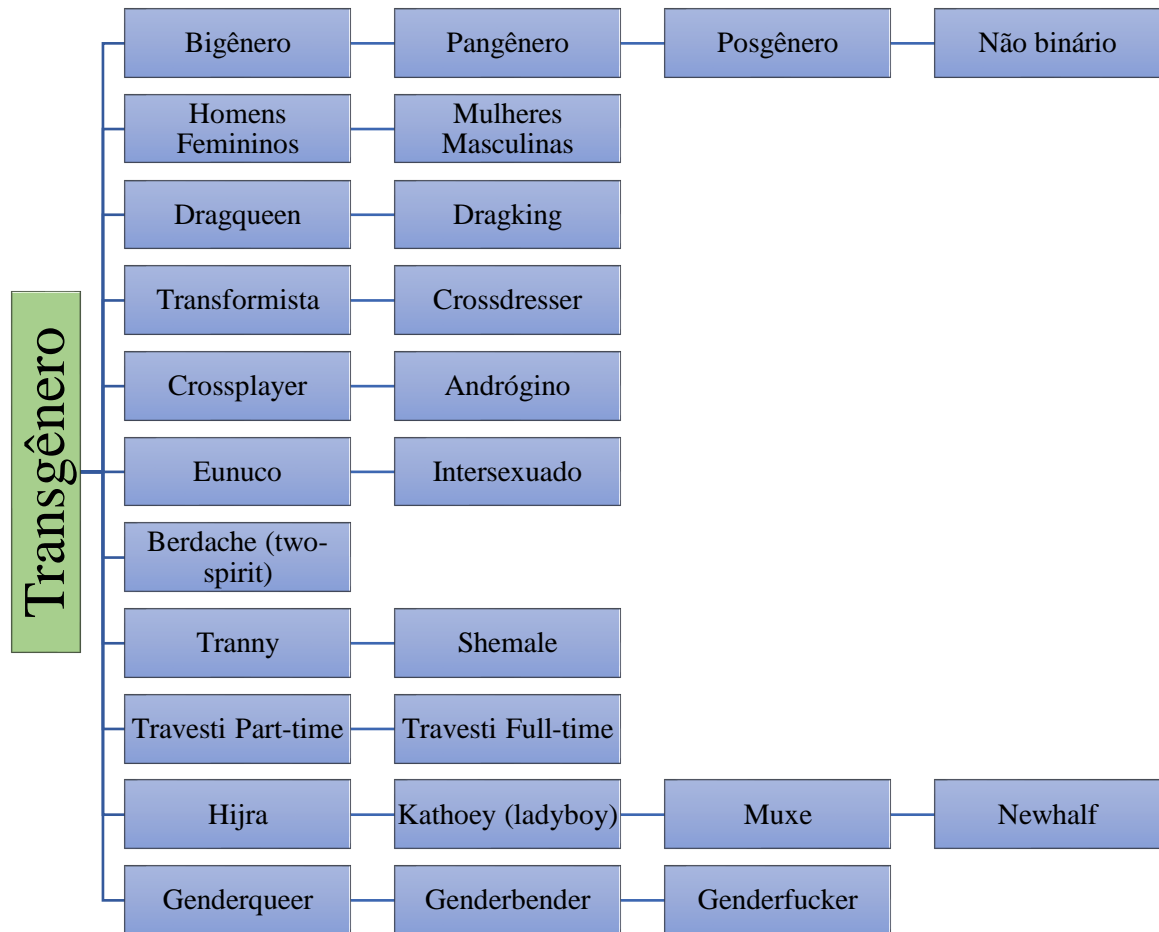 Transgênero
Bigênero
Pangênero
Posgênero
Não binário
Homens
Femininos
Mulheres
Masculinas
Dragqueen
Dragking
Transformista
Crossdresser
Crossplayer
Andrógino
Eunuco
Intersexuado
Berdache (two-
spirit)
Tranny
Shemale
Travesti Part-time
Travesti Full-time
Hijra
Kathoey (ladyboy)
Muxe
Newhalf
Genderqueer
Genderbender
Genderfucker